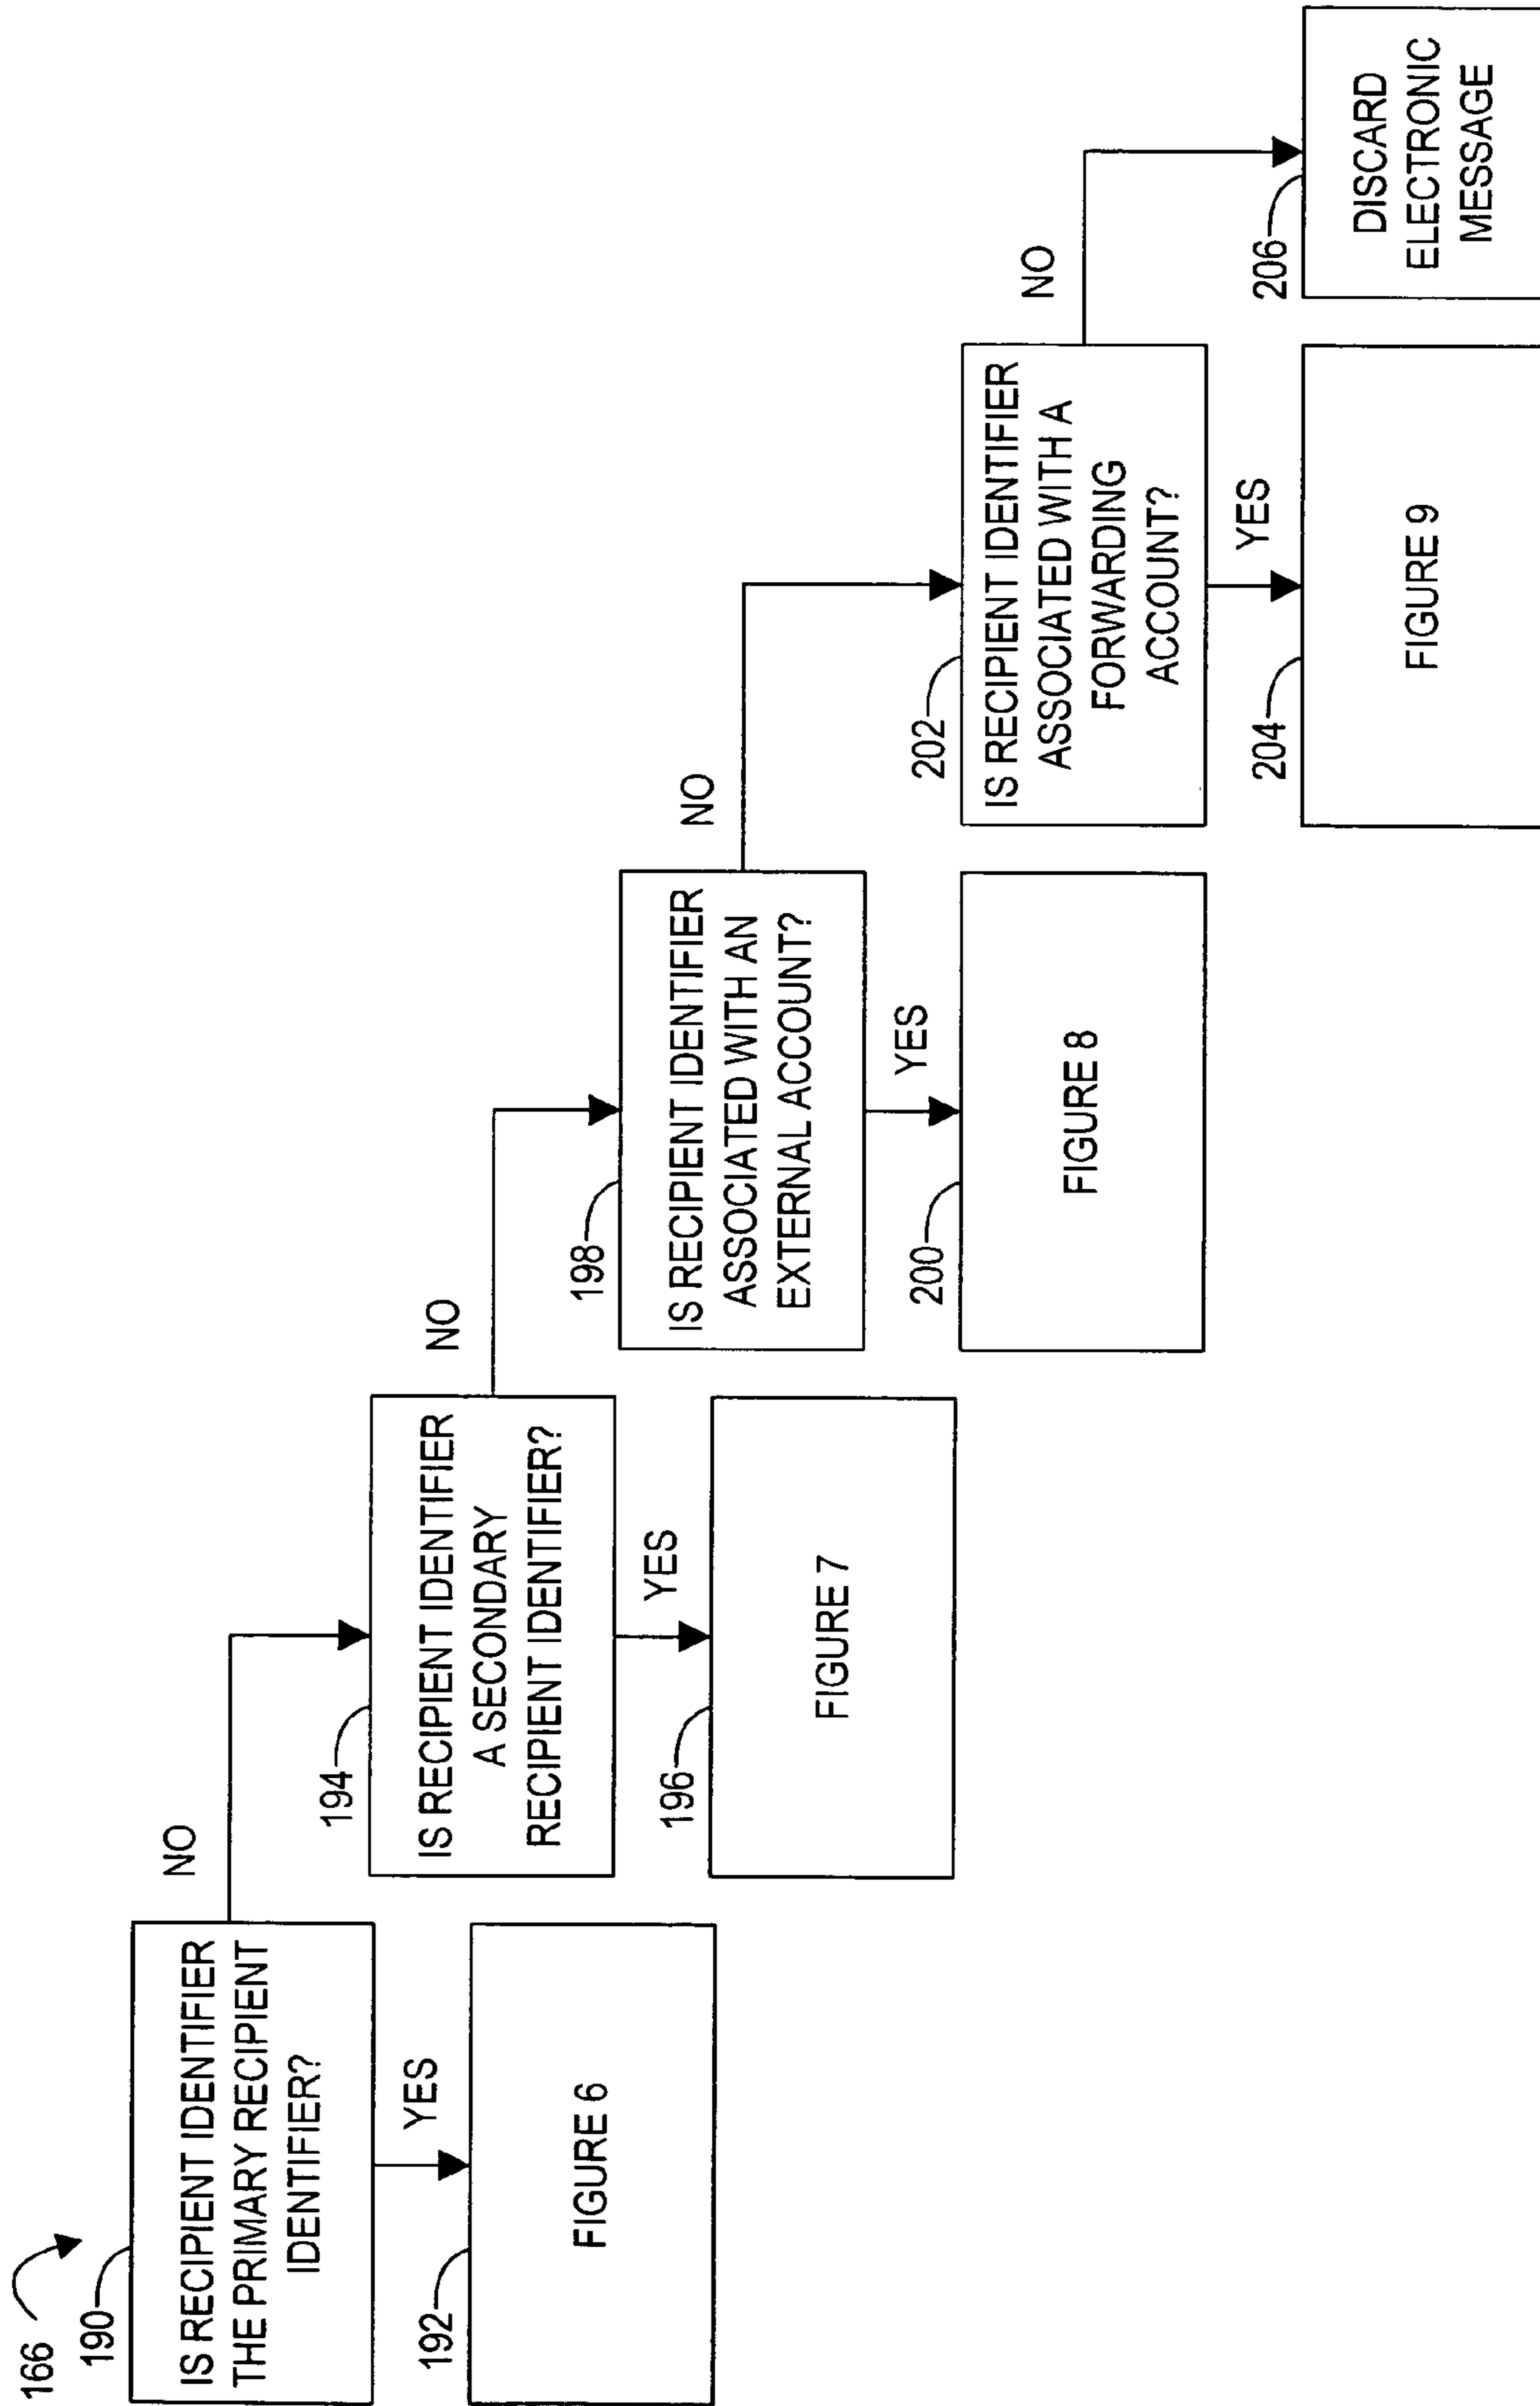 166
190
IS RECIPIENT IDENTIFIER
THE PRIMARY RECIPIENT
IDENTIFIER?
NO
YES
192
FIGURE 6
194
IS RECIPIENT IDENTIFIER
A SECONDARY
RECIPIENT IDENTIFIER?
NO
YES
196
FIGURE 7
198
IS RECIPIENT IDENTIFIER
ASSOCIATED WITH AN
EXTERNAL ACCOUNT?
NO
YES
200
FIGURE 8
202
IS RECIPIENT IDENTIFIER
ASSOCIATED WITH A
FORWARDING
ACCOUNT?
NO
YES
204
FIGURE 9
206
DISCARD
ELECTRONIC
MESSAGE